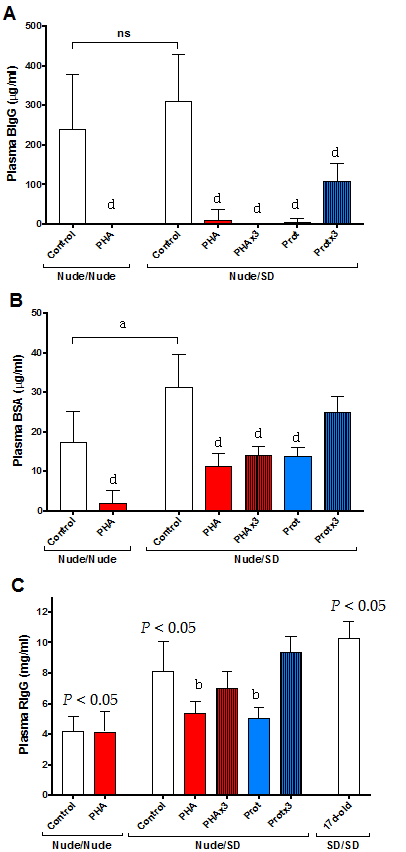 A
Plasma BIgG (µg/ml)
500
400
300
200
100
0
ns
d
d
d
d
d
Control
PHA
Control
PHA
PHAx3
Prot
Protx3
Nude/Nude
Nude/SD
B
Plasma BSA (µg/ml)
50
40
30
20
10
0
a
d
d
d
d
Control
PHA
Control
PHA
PHAx3
Prot
Protx3
Nude/Nude
Nude/SD
C
Plasma RIgG (mg/ml)
12
10
8
6
4
2
0
P < 0.05
P < 0.05
P < 0.05
b
b
Control
PHA
Control
PHA
PHAx3
Prot
Protx3
17d-old
Nude/Nude
Nude/SD
SD/SD